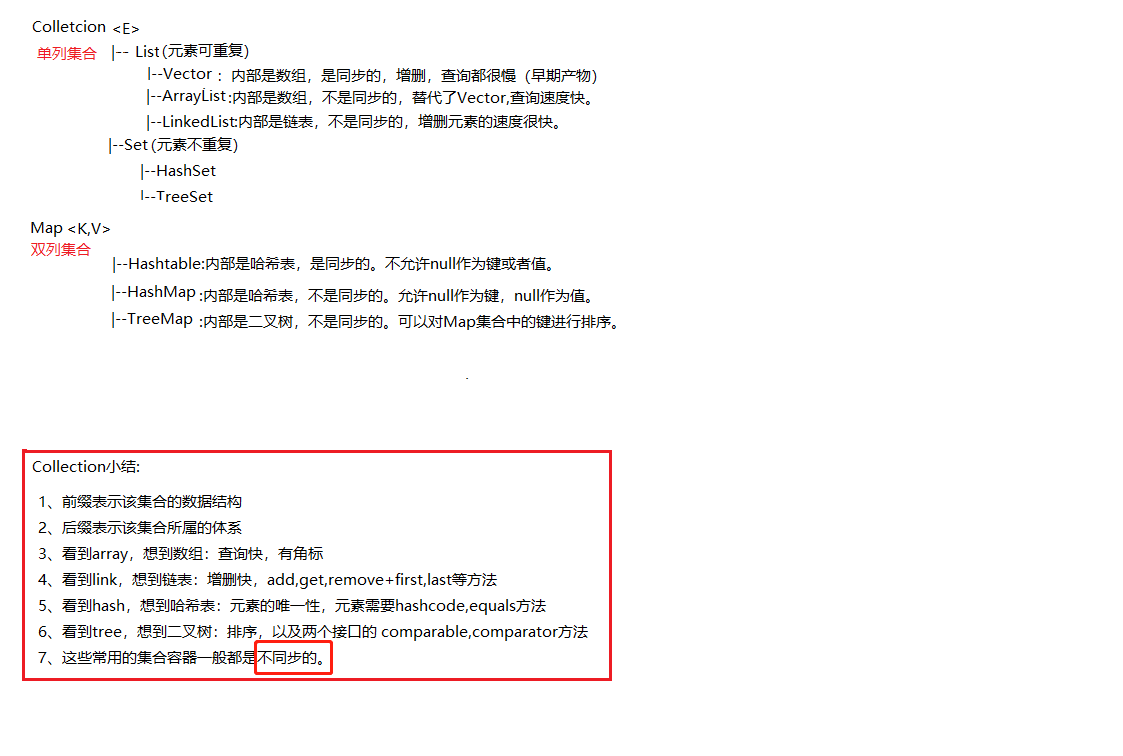 Colletcion <E>
单列集合 |-- List(元素可重复)
|--Vector : 内部是数组，是同步的，增删，查询都很慢（早期产物）
|--ArrayList:内部是数组，不是同步的，替代了Vector,查询速度快。
|--LinkedList:内部是链表，不是同步的，增删元素的速度很快。
|--Set(元素不重复)
|--HashSet
|--TreeSet
Map <K,V>
双列集合
|--Hashtable:内部是哈希表，是同步的。不允许null作为键或者值。
|--HashMap:内部是哈希表，不是同步的。允许null作为键，null作为值。
|--TreeMap :内部是二叉树，不是同步的。可以对Map集合中的键进行排序。
Collection小结:
1、前缀表示该集合的数据结构
2、后缀表示该集合所属的体系
3、看到array，想到数组：查询快，有角标
4、看到link，想到链表：增删快，add,get,remove+first,last等方法
5、看到hash，想到哈希表：元素的唯一性，元素需要hashcode,equals方法
6、看到tree，想到二叉树：排序，以及两个接口的 comparable,comparator方法
7、这些常用的集合容器一般都是不同步的。